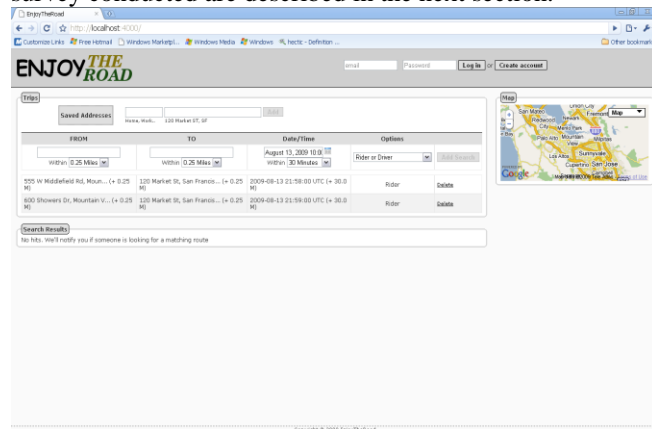 survey conducted are described in the next section.
EnjoyTheRoad
http://localhost:4000/
Customize Links Free Hotmail Windows Marketpl... Windows Media Windows hectic - Definition ...
Other bookmarks
ENJOY THE ROAD
email Password Log in or Create account
Trips
Saved Addresses Add
Home, Work.. 120 Market ST, SF
FROM TO Date/Time Options
August 13, 2009 10:0
Within 0.25 Miles Within 0.25 Miles Within 30 Minutes Rider or Driver Add Search
555 W Middlefield Rd, Moun... (+ 0.25 M) 120 Market St, San Francis... (+ 0.25 M) 2009-08-13 21:58:00 UTC (+ 30.0 M) Rider Delete
600 Showers Dr, Mountain V... (+ 0.25 M) 120 Market St, San Francis... (+ 0.25 M) 2009-08-13 21:59:00 UTC (+ 30.0 M) Rider Delete
Search Results
No hits. We'll notify you if someone is looking for a matching route
Map
San Mateo Union City
Fremont Map
Redwood City Newark
Menlo Park
Palo Alto Mountain View Milpitas
Los Altos Sunnyvale
Cupertino San Jose
Google
Campbell